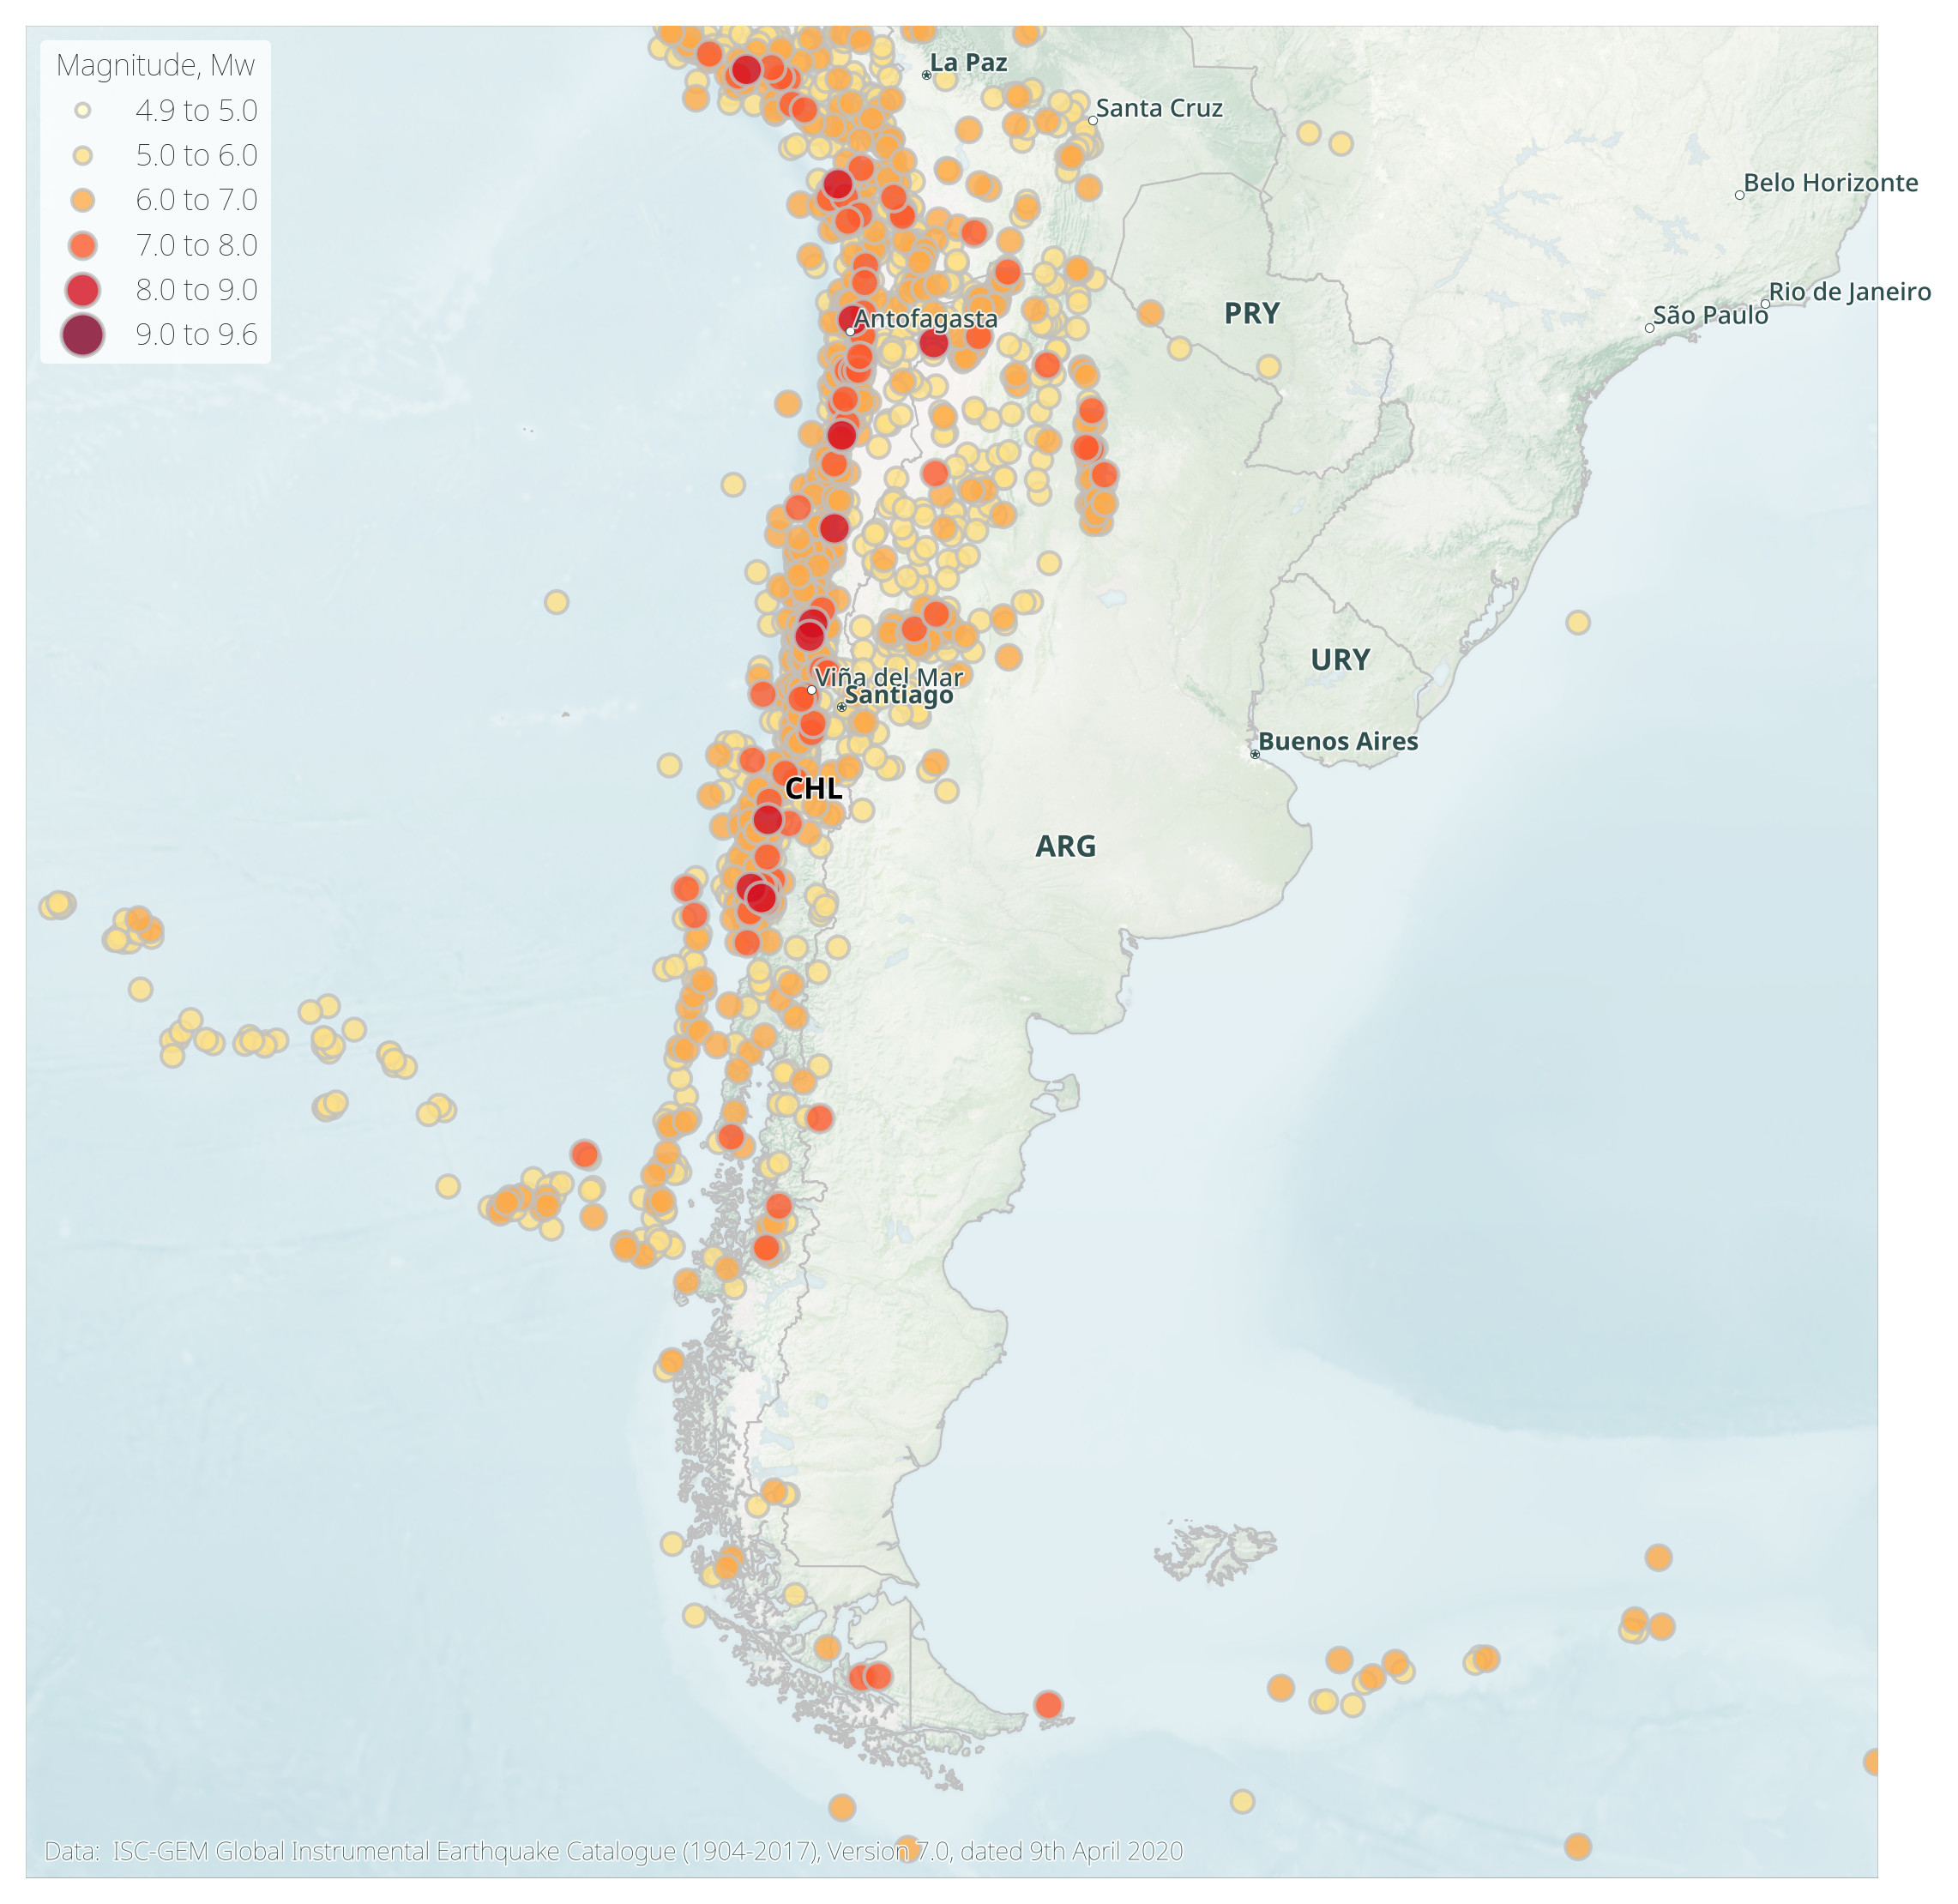 Magnitude, Mw
4.9 to 5.0
5.0 to 6.0
6.0 to 7.0
7.0 to 8.0
8.0 to 9.0
9.0 to 9.6
La Paz
Santa Cruz
Belo Horizonte
Rio de Janeiro
São Paulo
PRY
Antofagasta
URY
Viña del Mar
Santiago
Buenos Aires
CHL
ARG
Data: ISC-GEM Global Instrumental Earthquake Catalogue (1904-2017), Version 7.0, dated 9th April 2020